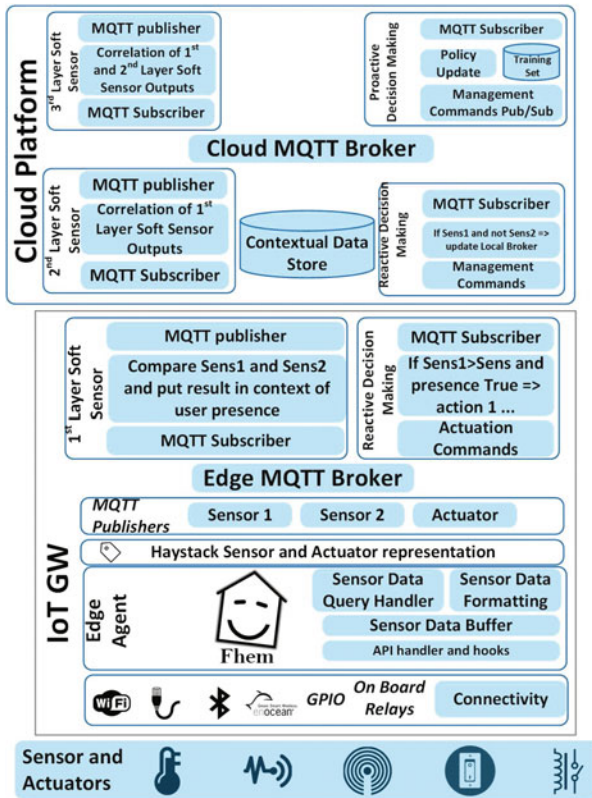 Cloud Platform
3rd Layer Soft
Sensor
MQTT publisher
Correlation of 1st
and 2nd Layer Soft
Sensor Outputs
MQTT Subscriber
Proactive
Decision Making
MQTT Subscriber
Policy
Update
Training
Set
Management
Commands Pub/Sub
Cloud MQTT Broker
2nd Layer Soft
Sensor
MQTT publisher
Correlation of 1st
Layer Soft Sensor
Outputs
MQTT Subscriber
Contextual Data
Store
Reactive Decision
Making
MQTT Subscriber
If Sens1 and not Sens2 =>
update Local Broker
Management
Commands
IoT GW
1st Layer Soft
Sensor
MQTT publisher
Compare Sens1 and Sens2
and put result in context of
user presence
MQTT Subscriber
Reactive Decision
Making
MQTT Subscriber
If Sens1>Sens and
presence True =>
action 1 ...
Actuation
Commands
Edge MQTT Broker
MQTT
Publishers
Sensor 1
Sensor 2
Actuator
Haystack Sensor and Actuator representation
Edge
Agent
Fhem
Sensor Data
Query Handler
Sensor Data
Formatting
Sensor Data Buffer
API handler and hooks
WiFi
enocean
GPIO
On Board
Relays
Connectivity
Sensor and
Actuators